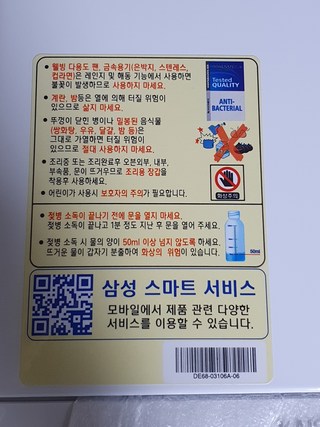 • 웰빙 다용도 팬, 금속용기(은박지, 스텐레스,
컵라면)은 레인지 및 해동 기능에서 사용하면
불꽃이 발생하므로 사용하지 마세요.
Tested
QUALITY
ANTI-
BACTERIAL
• 계란, 밤등은 열에 의해 터질 위험이
있으므로 삶지 마세요.
• 뚜껑이 닫힌 병이나 밀봉된 음식물
(쌍화탕, 우유, 달걀, 밤 등)은
그대로 가열하면 터질 위험이
있으므로 절대 사용하지 마세요.
• 조리중 또는 조리완료후 오븐외부, 내부,
부속품, 문이 뜨거우므로 조리용 장갑을
착용후 사용하세요.
화상주의
• 어린이가 사용시 보호자의 주의가 필요합니다.
• 젖병 소독이 끝나기 전에 문을 열지 마세요.
젖병 소독이 끝나고 1분 정도 지난 후 문을 열어 주세요.
• 젖병 소독 시 물의 양이 50ml 이상 넘지 않도록 하세요.
뜨거운 물이 갑자기 분출하여 화상의 위험이 있습니다.
50ml
삼성 스마트 서비스
모바일에서 제품 관련 다양한
서비스를 이용할 수 있습니다.
DE68-03106A-06